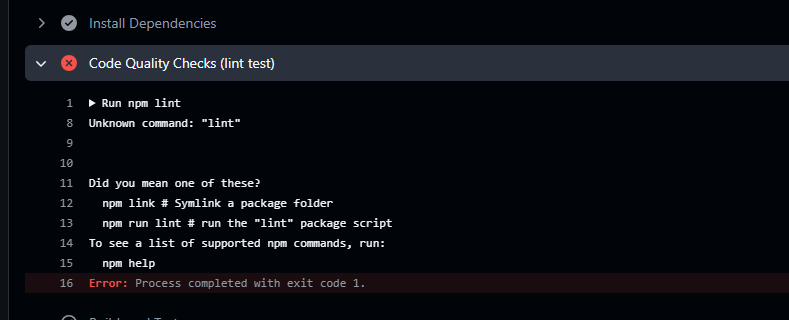 Install Dependencies
Code Quality Checks (lint test)
1 Run npm lint
8 Unknown command: "lint"
9
10
11 Did you mean one of these?
12 npm link # Symlink a package folder
13 npm run lint # run the "lint" package script
14 To see a list of supported npm commands, run:
15 npm help
16 Error: Process completed with exit code 1.